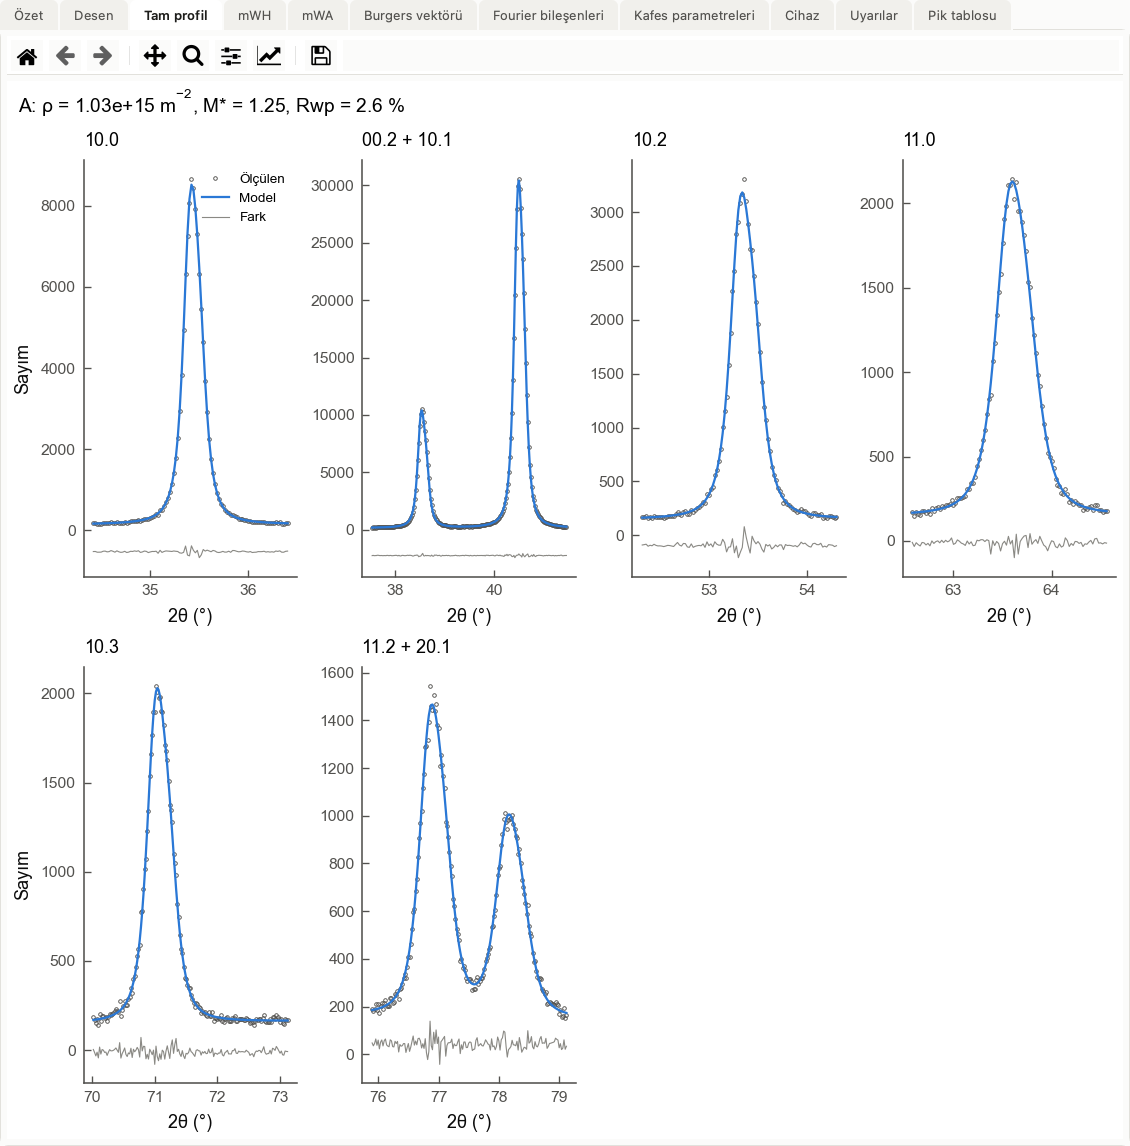 Özet Desen Tam profil mWH mWA Burgers vektörü Fourier bileşenleri Kafes parametreleri Cihaz Uyarılar Pik tablosu
A: ρ = 1.03e+15 m⁻², M* = 1.25, Rwp = 2.6 %
10.0
Ölçülen
Model
Fark
8000
6000
4000
2000
0
Sayım
35 36
2θ (°)
00.2 + 10.1
30000
25000
20000
15000
10000
5000
0
38 40
2θ (°)
10.2
3000
2500
2000
1500
1000
500
0
53 54
2θ (°)
11.0
2000
1500
1000
500
0
63 64
2θ (°)
10.3
2000
1500
1000
500
0
Sayım
70 71 72 73
2θ (°)
11.2 + 20.1
1600
1400
1200
1000
800
600
400
200
0
76 77 78 79
2θ (°)